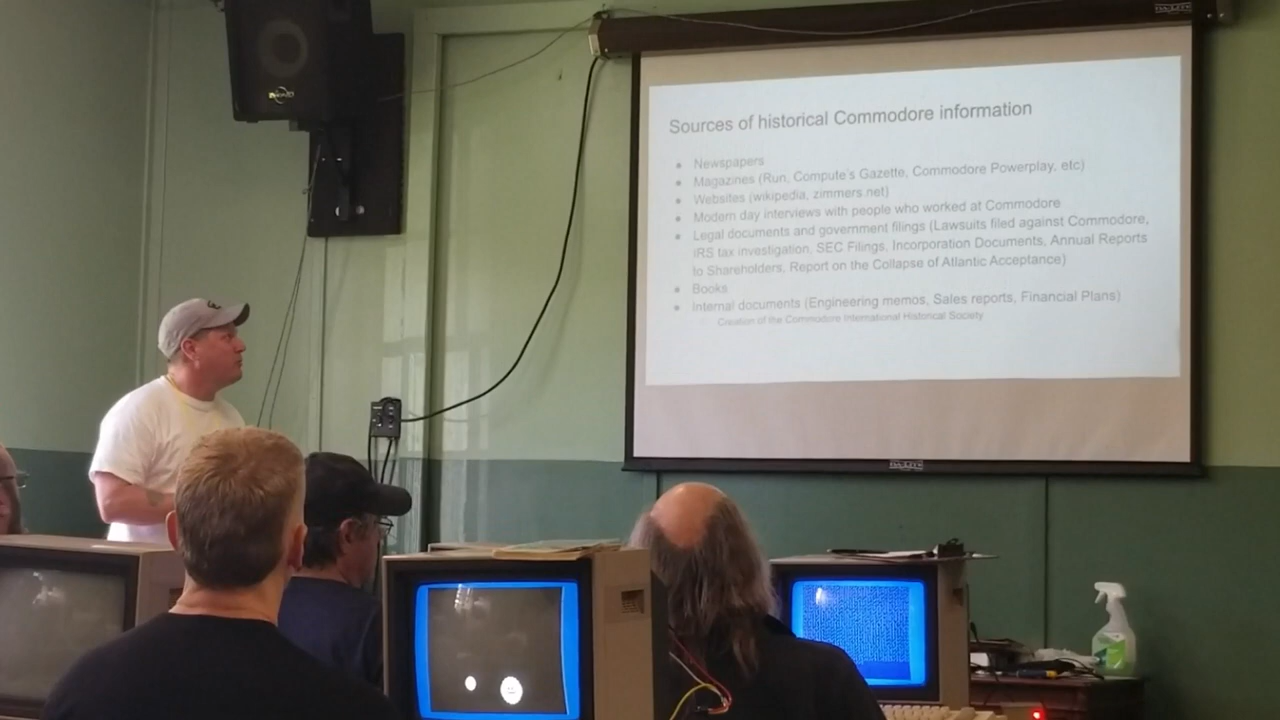 Sources of historical Commodore information
● Newspapers
● Magazines (Run, Compute's Gazette, Commodore Powerplay, etc)
● Websites (wikipedia, zimmers.net)
● Modern day interviews with people who worked at Commodore
● Legal documents and government filings (Lawsuits filed against Commodore,
IRS tax investigation, SEC Filings, Incorporation Documents, Annual Reports
to Shareholders, Report on the Collapse of Atlantic Acceptance)
● Books
● Internal documents (Engineering memos, Sales reports, Financial Plans)
○ Creation of the Commodore International Historical Society
DA-LITE